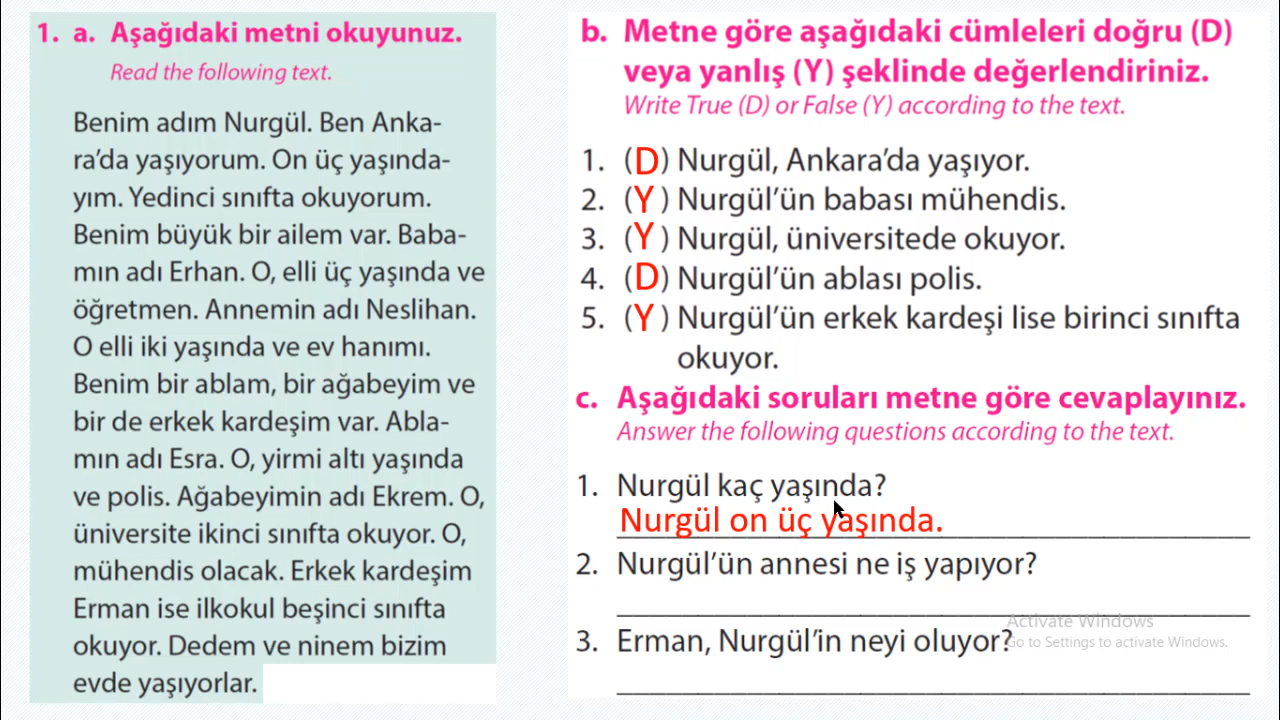 1. a. Aşağıdaki metni okuyunuz.
Read the following text.
Benim adım Nurgül. Ben Anka-
ra’da yaşıyorum. On üç yaşında-
yım. Yedinci sınıfta okuyorum.
Benim büyük bir ailem var. Baba-
mın adı Erhan. O, elli üç yaşında ve
öğretmen. Annemin adı Neslihan.
O elli iki yaşında ve ev hanımı.
Benim bir ablam, bir ağabeyim ve
bir de erkek kardeşim var. Abla-
mın adı Esra. O, yirmi altı yaşında
ve polis. Ağabeyimin adı Ekrem. O,
üniversite ikinci sınıfta okuyor. O,
mühendis olacak. Erkek kardeşim
Erman ise ilkokul beşinci sınıfta
okuyor. Dedem ve ninem bizim
evde yaşıyorlar.
b. Metne göre aşağıdaki cümleleri doğru (D)
veya yanlış (Y) şeklinde değerlendiriniz.
Write True (D) or False (Y) according to the text.
1. (D) Nurgül, Ankara’da yaşıyor.
2. (Y) Nurgül’ün babası mühendis.
3. (Y) Nurgül, üniversitede okuyor.
4. (D) Nurgül’ün ablası polis.
5. (Y) Nurgül’ün erkek kardeşi lise birinci sınıfta
okuyor.
c. Aşağıdaki soruları metne göre cevaplayınız.
Answer the following questions according to the text.
1. Nurgül kaç yaşında?
Nurgül on üç yaşında.
2. Nurgül’ün annesi ne iş yapıyor?
Activate Windows
3. Erman, Nurgül’in neyi oluyor?
Go to Settings to activate Windows.